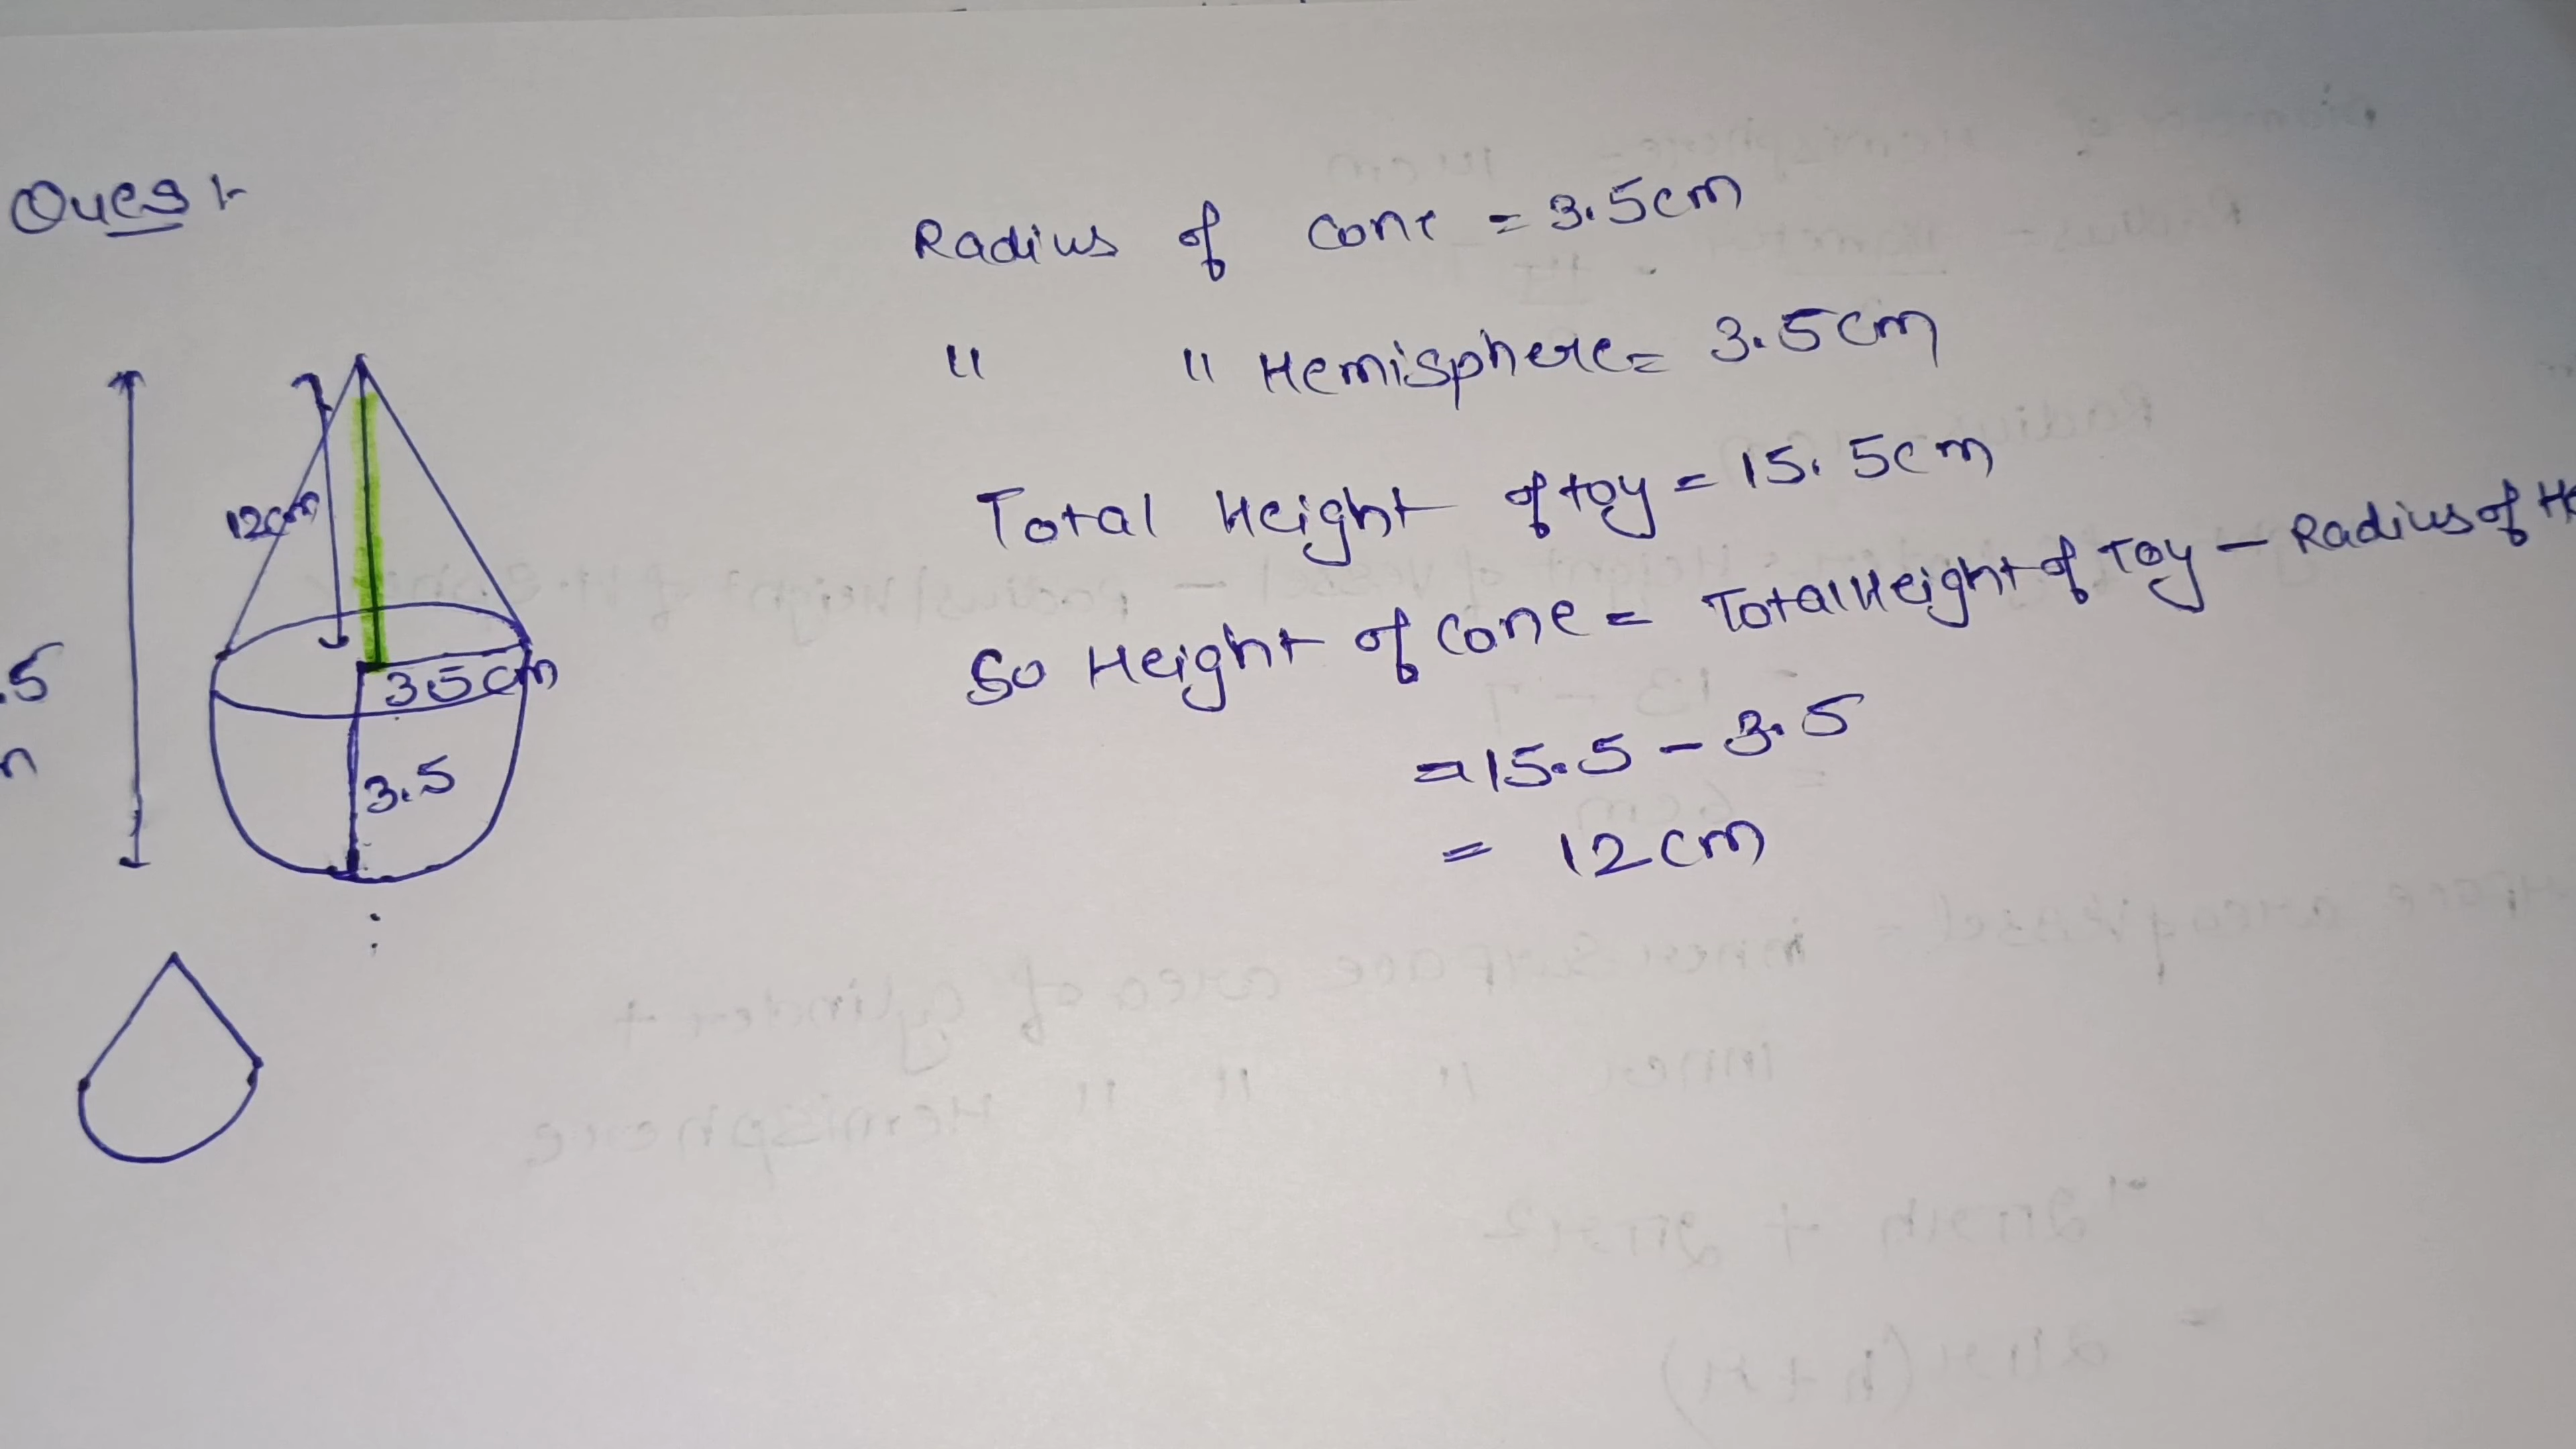 Ques
Radius of cone = 3.5cm
" " Hemisphere = 3.5cm
Total Height of toy = 15.5cm
So Height of cone = Total Height of Toy - Radius of He
= 15.5 - 3.5
= 12cm
12cm
3.5cm
.5
3.5